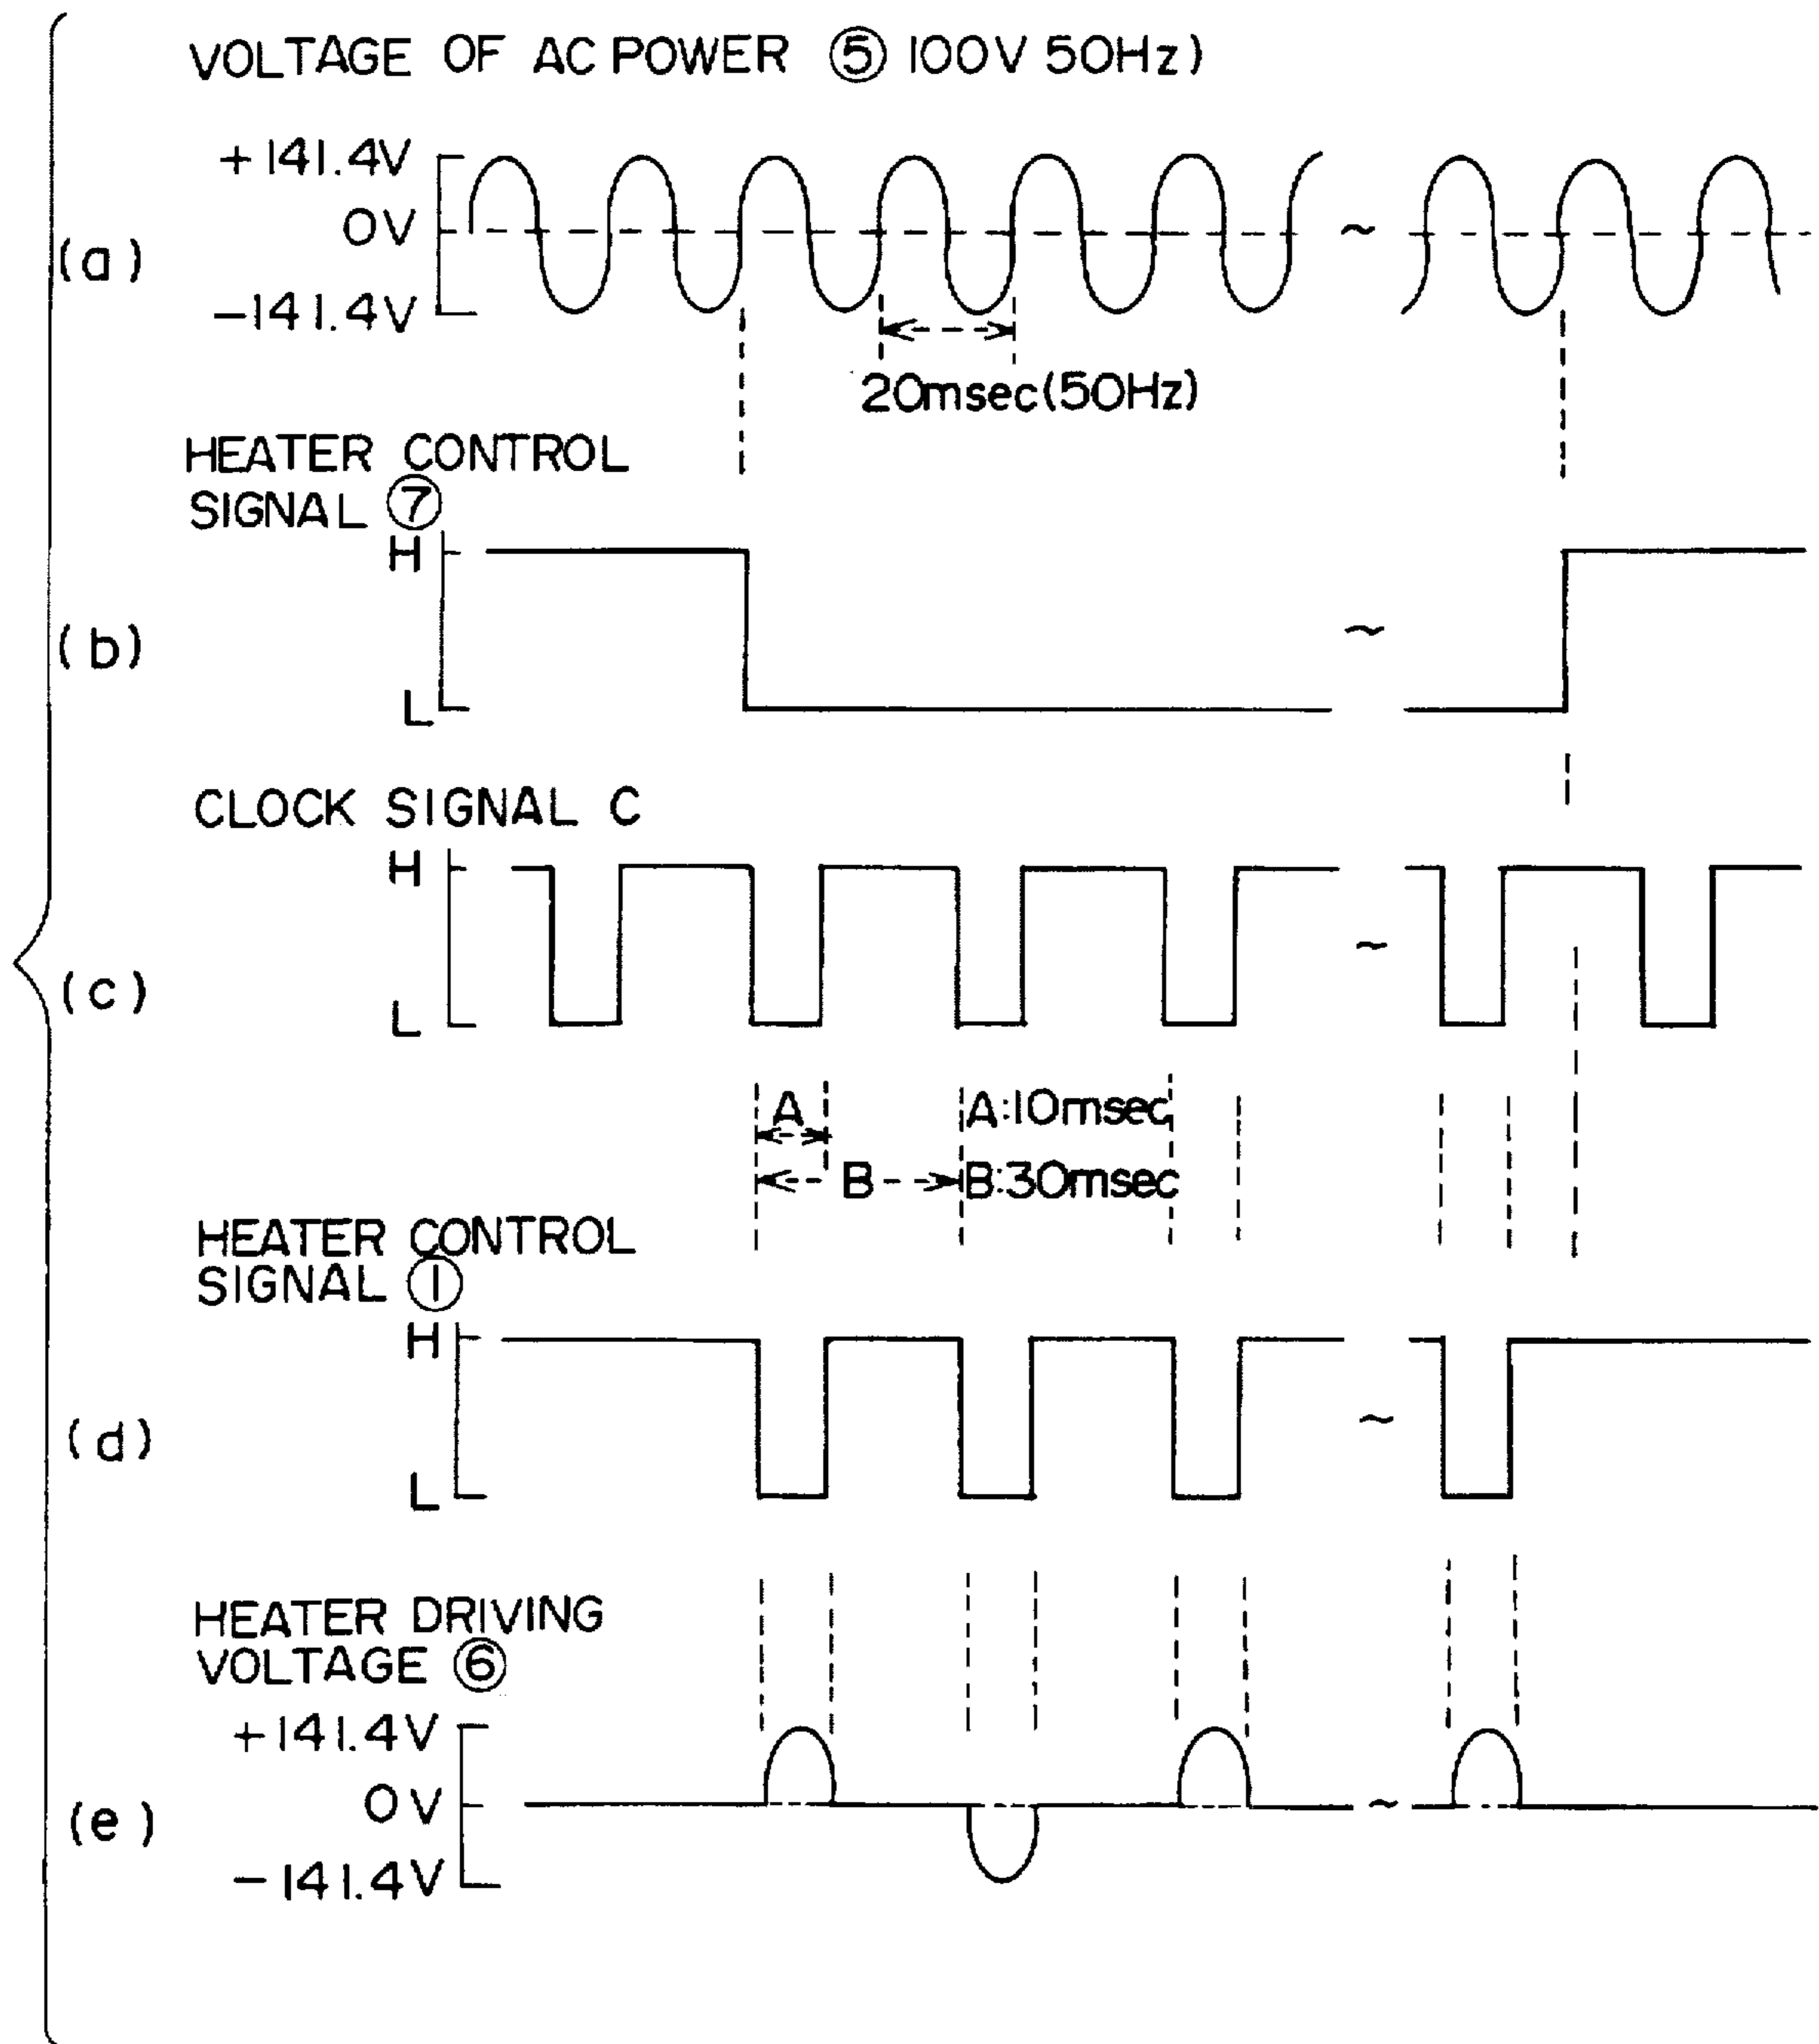 VOLTAGE OF AC POWER ⑤ 100V 50Hz)
+141.4V
0V
(a)
-141.4V
20msec(50Hz)
HEATER CONTROL
SIGNAL ⑦
H
(b)
L
~
~
CLOCK SIGNAL C
H
(c)
L
~
A
A:10msec
B
B:30msec
HEATER CONTROL
SIGNAL ①
H
(d)
L
~
HEATER DRIVING
VOLTAGE ⑥
+141.4V
0V
~
(e)
-141.4V